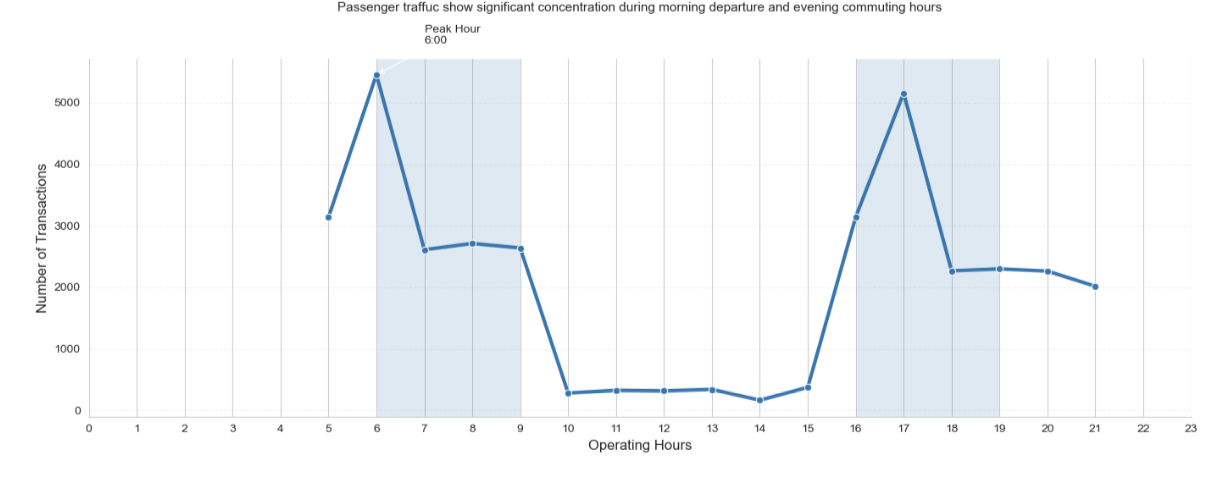 Passenger traffuc show significant concentration during morning departure and evening commuting hours
Peak Hour
6:00
5000
4000
3000
2000
1000
0
Number of Transactions
0 1 2 3 4 5 6 7 8 9 10 11 12 13 14 15 16 17 18 19 20 21 22 23
Operating Hours